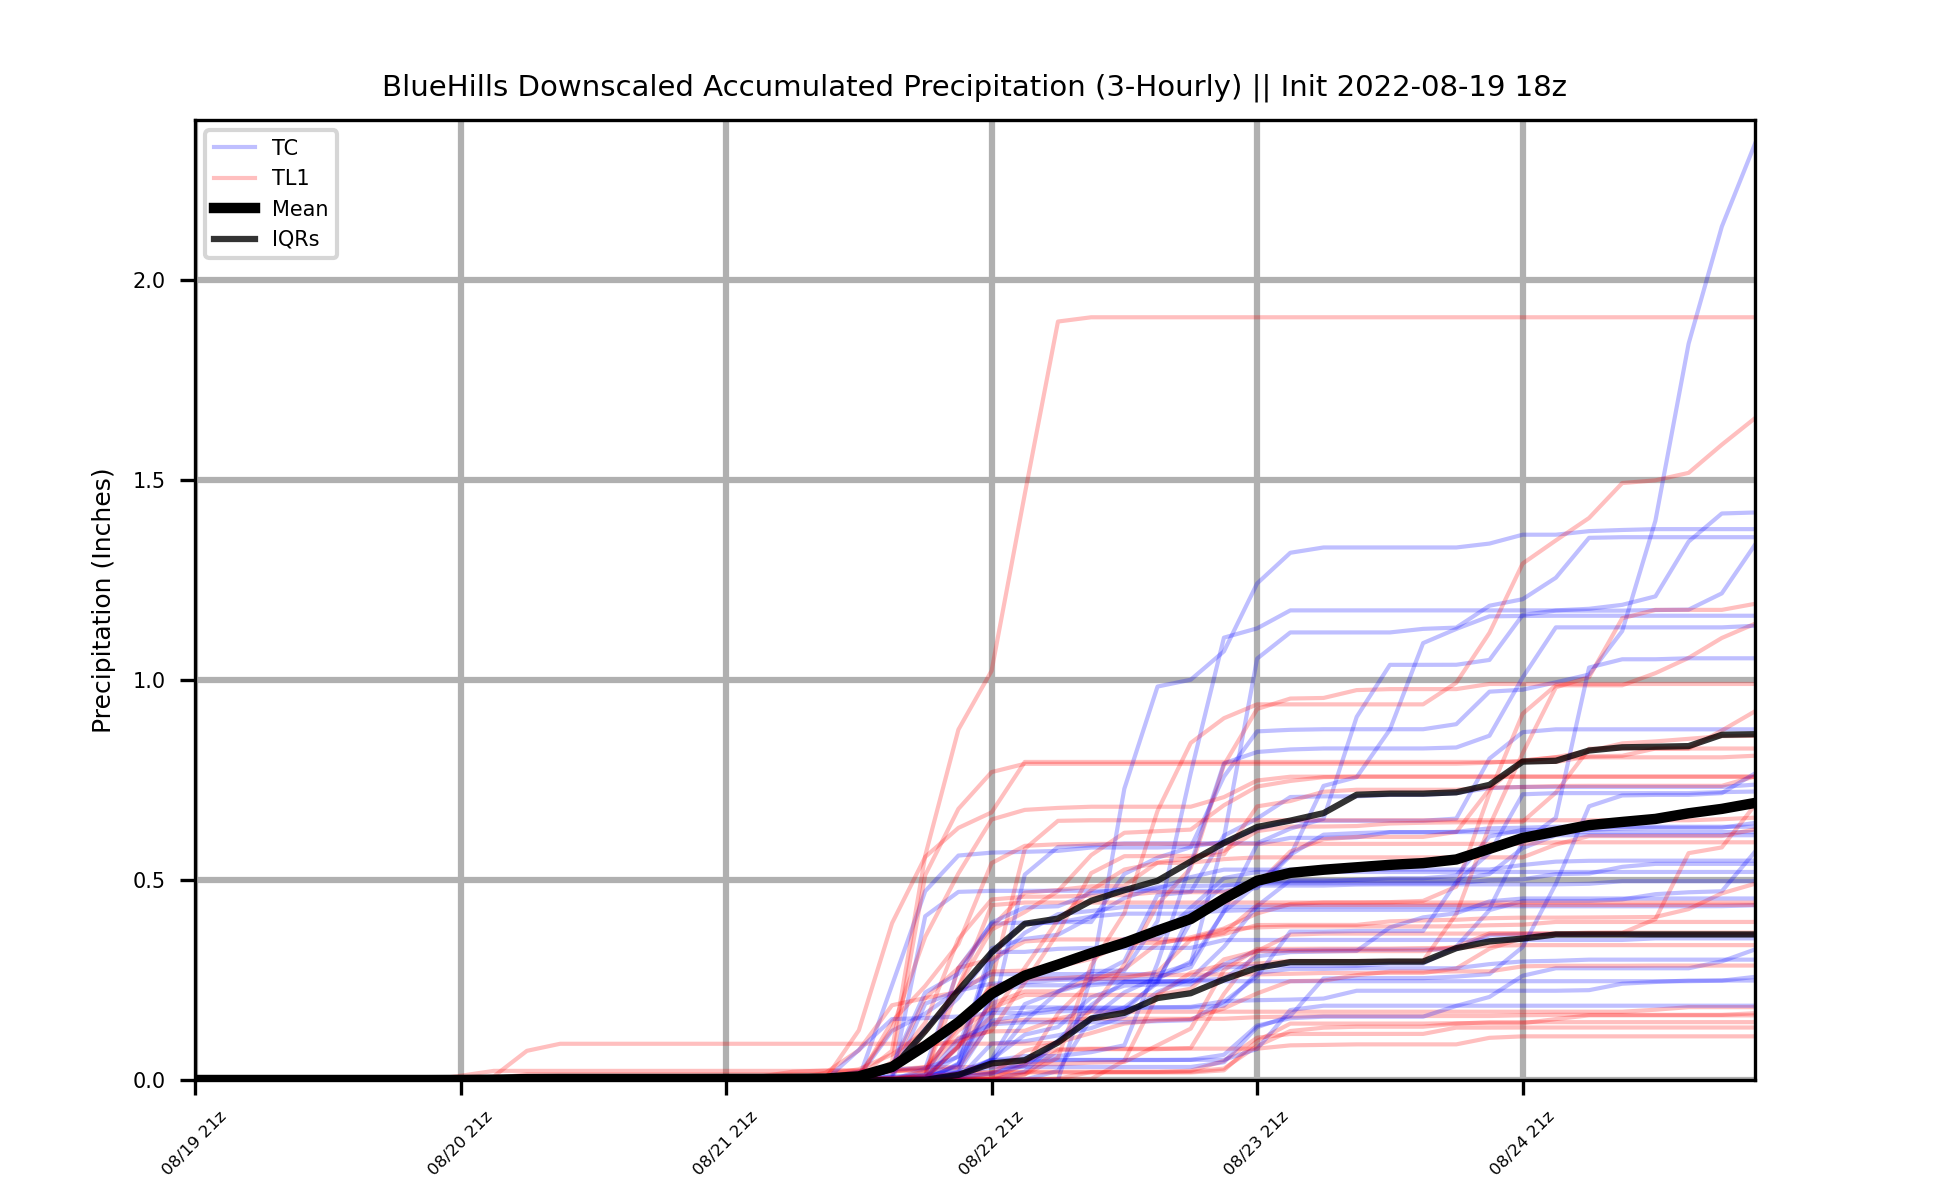 BlueHills Downscaled Accumulated Precipitation (3-Hourly) || Init 2022-08-19 18z
TC
TL1
Mean
IQRs
Precipitation (Inches)
2.0
1.5
1.0
0.5
0.0
08/19 21z
08/20 21z
08/21 21z
08/22 21z
08/23 21z
08/24 21z